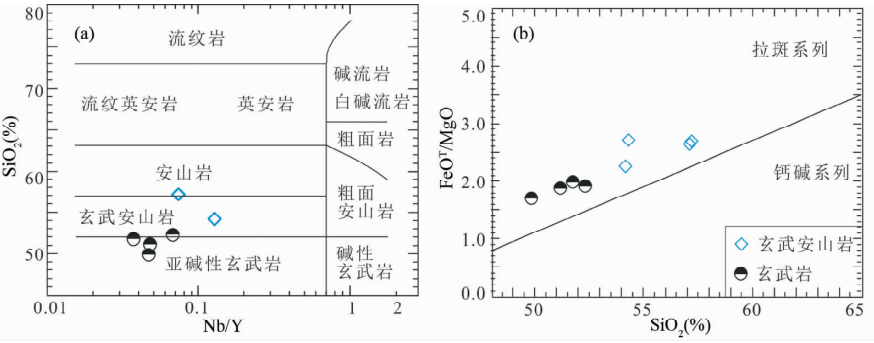 (a)
80
70
60
50
SiO₂(%)
流纹岩
流纹英安岩
英安岩
安山岩
玄武安山岩
亚碱性玄武岩
碱流岩
白碱流岩
粗面岩
粗面
安山岩
碱性
玄武岩
0.01
0.1
1
2
Nb/Y
(b)
5.0
4.0
3.0
2.0
1.0
0.0
FeOᵀ/MgO
拉斑系列
钙碱系列
玄武安山岩
玄武岩
50
55
60
65
SiO₂(%)